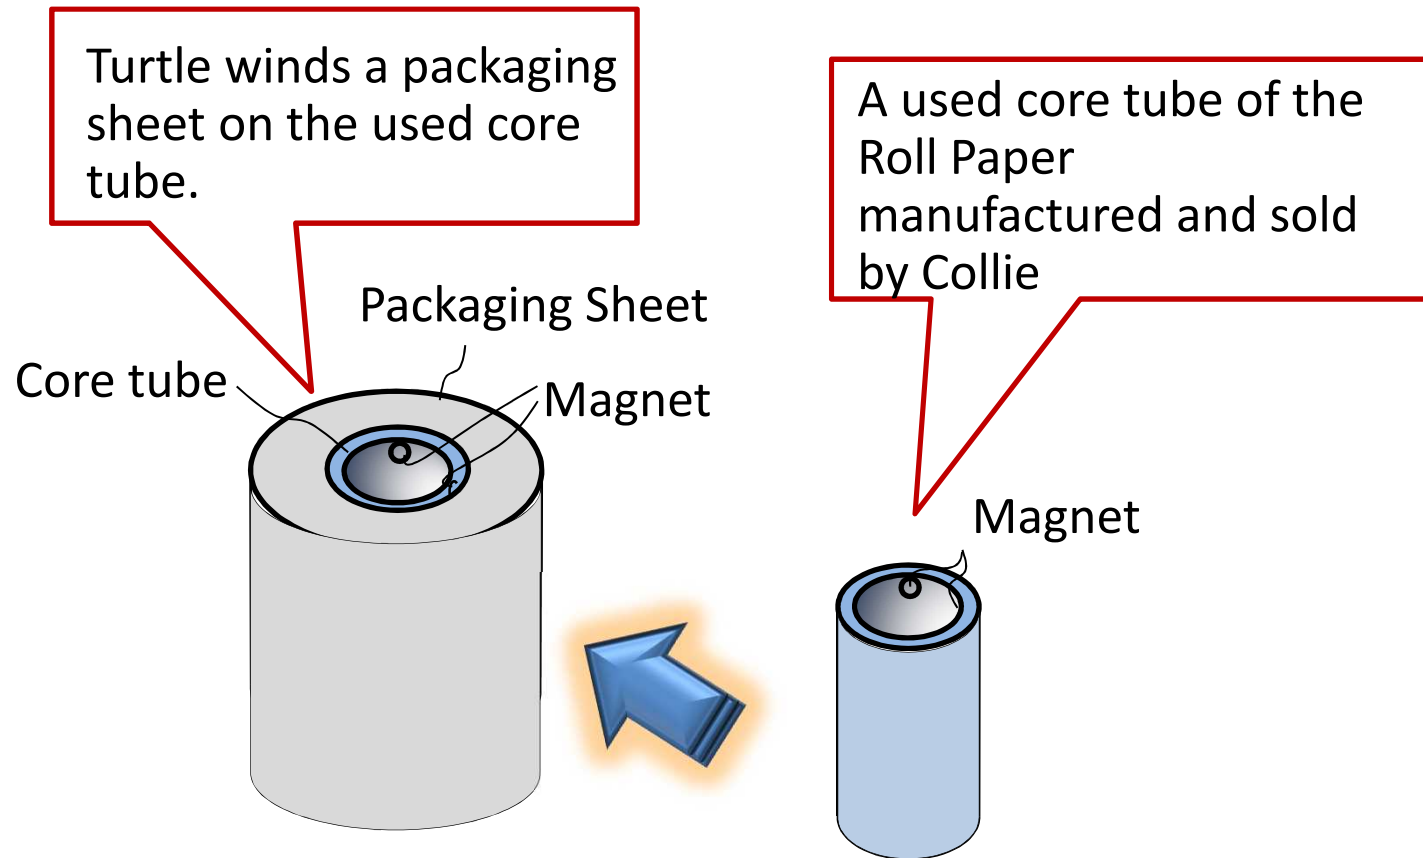 Turtle winds a packaging
sheet on the used core
tube.
A used core tube of the
Roll Paper
manufactured and sold
by Collie
Packaging Sheet
Core tube
Magnet
Magnet